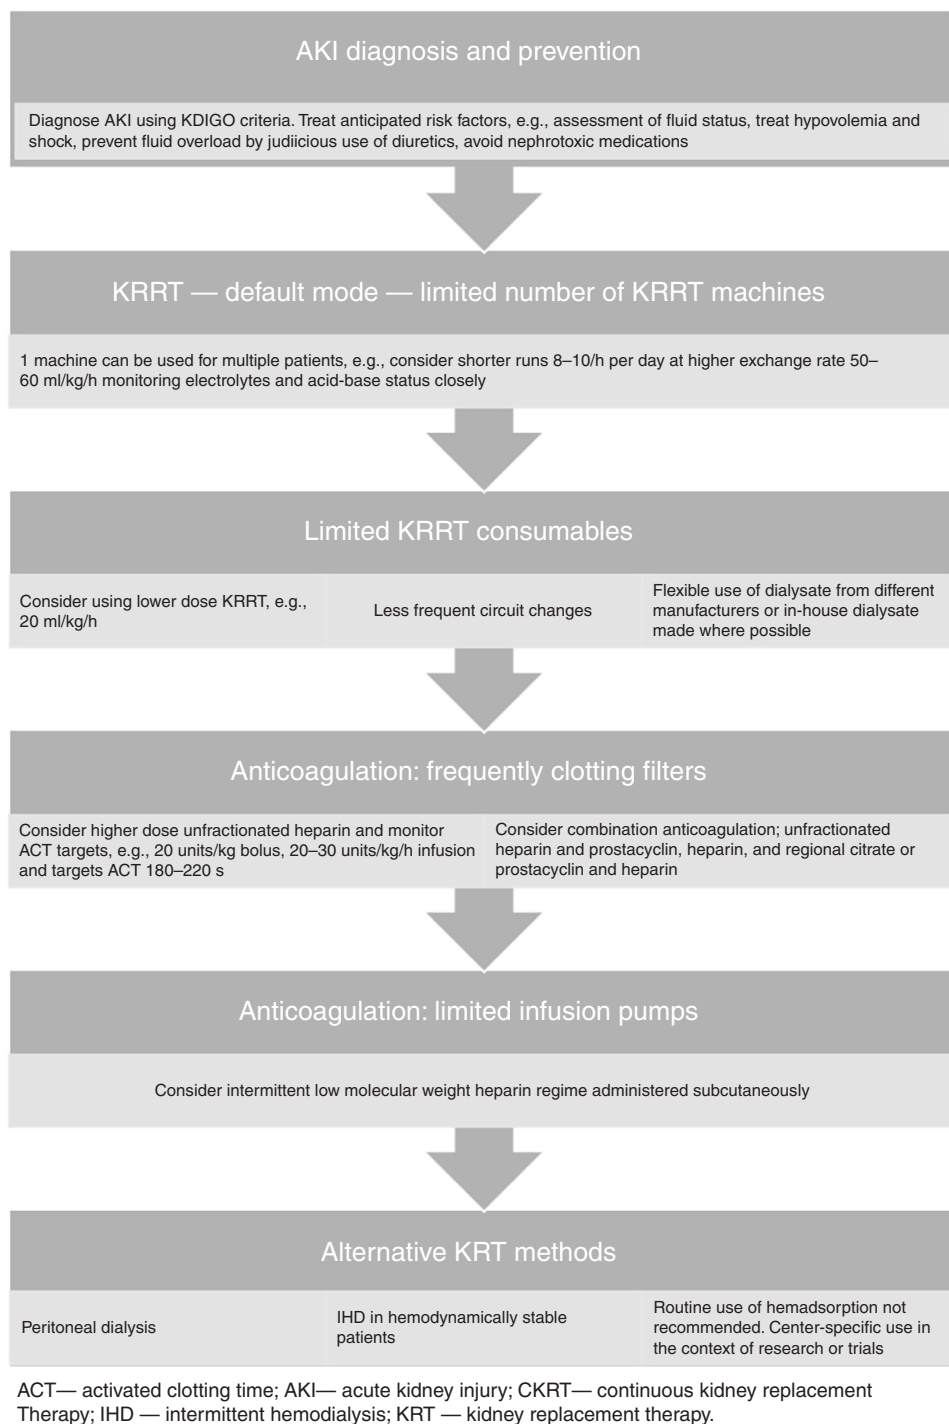 AKI diagnosis and prevention
Diagnose AKI using KDIGO criteria. Treat anticipated risk factors, e.g., assessment of fluid status, treat hypovolemia and
shock, prevent fluid overload by judiicious use of diuretics, avoid nephrotoxic medications
KRRT — default mode — limited number of KRRT machines
1 machine can be used for multiple patients, e.g., consider shorter runs 8–10/h per day at higher exchange rate 50–
60 ml/kg/h monitoring electrolytes and acid-base status closely
Limited KRRT consumables
Consider using lower dose KRRT, e.g.,
20 ml/kg/h
Less frequent circuit changes
Flexible use of dialysate from different
manufacturers or in-house dialysate
made where possible
Anticoagulation: frequently clotting filters
Consider higher dose unfractionated heparin and monitor
ACT targets, e.g., 20 units/kg bolus, 20–30 units/kg/h infusion
and targets ACT 180–220 s
Consider combination anticoagulation; unfractionated
heparin and prostacyclin, heparin, and regional citrate or
prostacyclin and heparin
Anticoagulation: limited infusion pumps
Consider intermittent low molecular weight heparin regime administered subcutaneously
Alternative KRT methods
Peritoneal dialysis
IHD in hemodynamically stable
patients
Routine use of hemadsorption not
recommended. Center-specific use in
the context of research or trials
ACT— activated clotting time; AKI— acute kidney injury; CKRT— continuous kidney replacement
Therapy; IHD — intermittent hemodialysis; KRT — kidney replacement therapy.